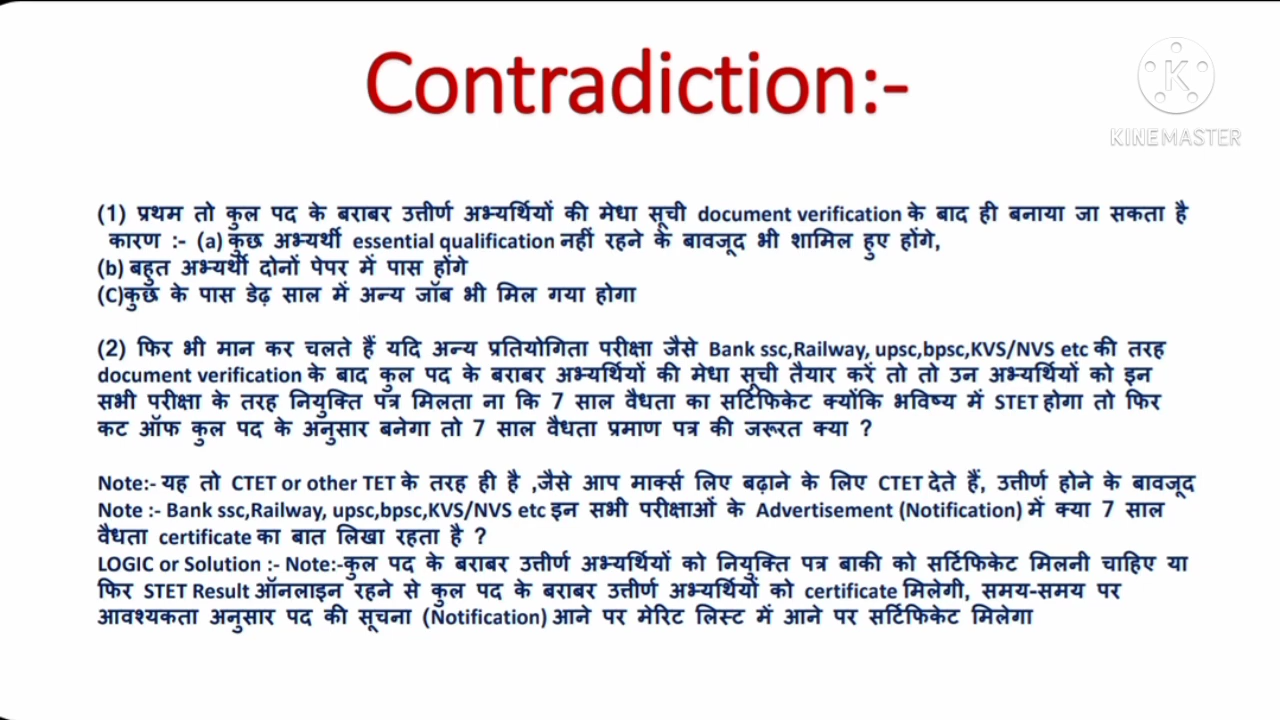 Contradiction:-
KINEMASTER
(1) प्रथम तो कुल पद के बराबर उत्तीर्ण अभ्यर्थियों की मेधा सूची document verification के बाद ही बनाया जा सकता है
कारण :- (a) कुछ अभ्यर्थी essential qualification नहीं रहने के बावजूद भी शामिल हुए होंगे,
(b) बहुत अभ्यर्थी दोनों पेपर में पास होंगे
(C)कुछ के पास डेढ़ साल में अन्य जॉब भी मिल गया होगा
(2) फिर भी मान कर चलते हैं यदि अन्य प्रतियोगिता परीक्षा जैसे Bank ssc,Railway, upsc,bpsc,KVS/NVS etc की तरह
document verification के बाद कुल पद के बराबर अभ्यर्थियों की मेधा सूची तैयार करें तो तो उन अभ्यर्थियों को इन
सभी परीक्षा के तरह नियुक्ति पत्र मिलता ना कि 7 साल वैधता का सर्टिफिकेट क्योंकि भविष्य में STET होगा तो फिर
कट ऑफ कुल पद के अनुसार बनेगा तो 7 साल वैधता प्रमाण पत्र की जरूरत क्या ?
Note:- यह तो CTET or other TET के तरह ही है ,जैसे आप मार्क्स लिए बढ़ाने के लिए CTET देते हैं, उत्तीर्ण होने के बावजूद
Note :- Bank ssc,Railway, upsc,bpsc,KVS/NVS etc इन सभी परीक्षाओं के Advertisement (Notification) में क्या 7 साल
वैधता certificate का बात लिखा रहता है ?
LOGIC or Solution :- Note:-कुल पद के बराबर उत्तीर्ण अभ्यर्थियों को नियुक्ति पत्र बाकी को सर्टिफिकेट मिलनी चाहिए या
फिर STET Result ऑनलाइन रहने से कुल पद के बराबर उत्तीर्ण अभ्यर्थियों को certificate मिलेगी, समय-समय पर
आवश्यकता अनुसार पद की सूचना (Notification) आने पर मेरिट लिस्ट में आने पर सर्टिफिकेट मिलेगा